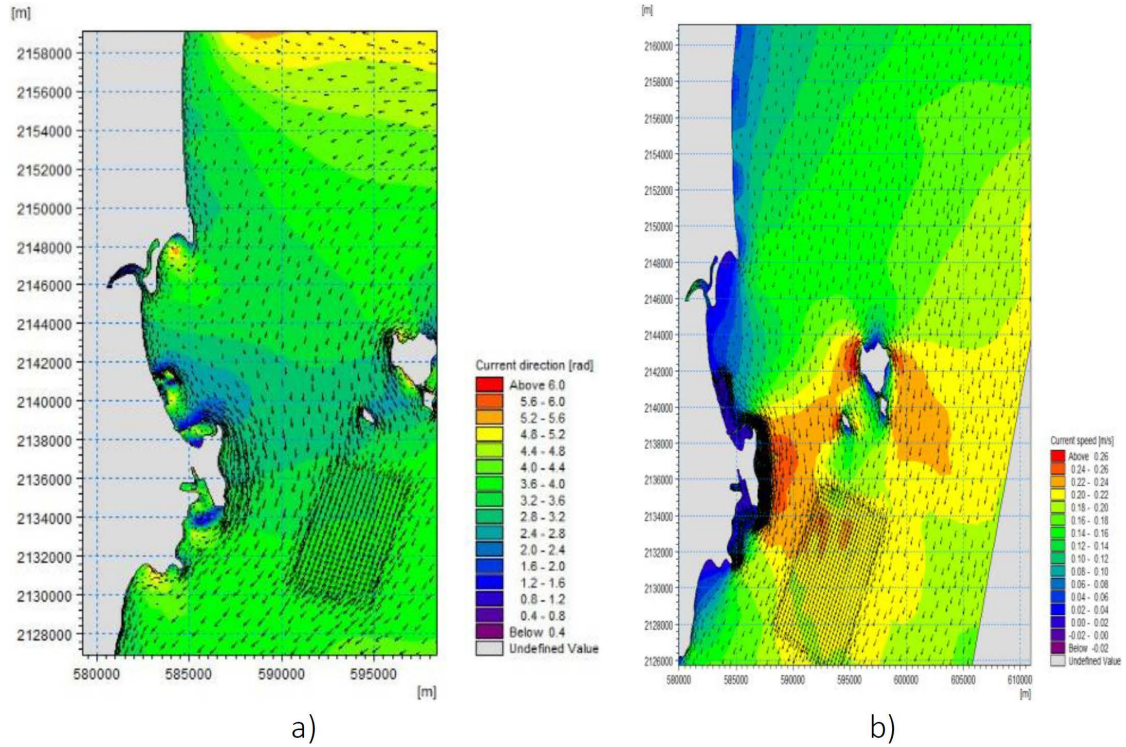 [m]
2158000
2156000
2154000
2152000
2150000
2148000
2146000
2144000
2142000
2140000
2138000
2136000
2134000
2132000
2130000
2128000
580000 585000 590000 595000
[m]
Current direction [rad]
Above 6.0
5.6 - 6.0
5.2 - 5.6
4.8 - 5.2
4.4 - 4.8
4.0 - 4.4
3.6 - 4.0
3.2 - 3.6
2.8 - 3.2
2.4 - 2.8
2.0 - 2.4
1.6 - 2.0
1.2 - 1.6
0.8 - 1.2
0.4 - 0.8
Below 0.4
Undefined Value
a)
[m]
2160000
2158000
2156000
2154000
2152000
2150000
2148000
2146000
2144000
2142000
2140000
2138000
2136000
2134000
2132000
2130000
2128000
2126000
580000 585000 590000 595000 600000 605000 610000
[m]
Current speed [m/s]
Above 0.26
0.24 - 0.26
0.22 - 0.24
0.20 - 0.22
0.18 - 0.20
0.16 - 0.18
0.14 - 0.16
0.12 - 0.14
0.10 - 0.12
0.08 - 0.10
0.06 - 0.08
0.04 - 0.06
0.02 - 0.04
0.00 - 0.02
-0.02 - 0.00
Below -0.02
Undefined Value
b)